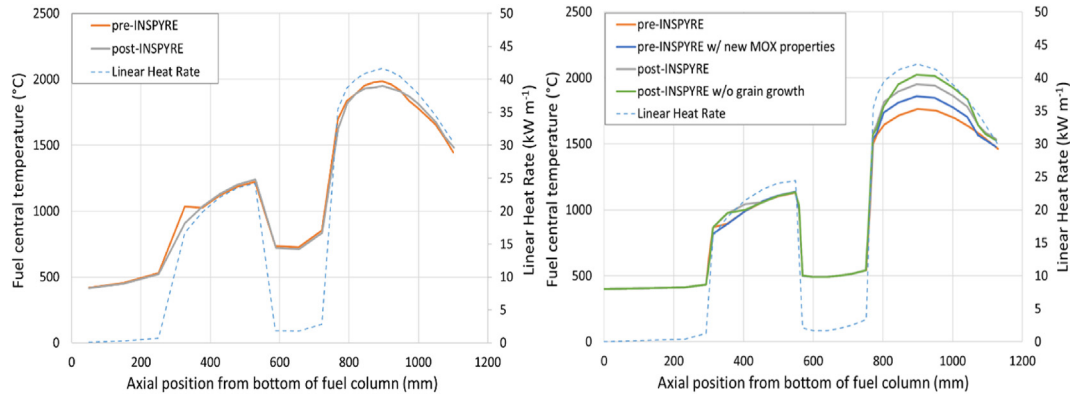 2500
2000
1500
1000
500
0
Fuel central temperature (°C)
pre-INSPYRE
post-INSPYRE
Linear Heat Rate
50
45
40
35
30
25
20
15
10
5
0
Linear Heat Rate (kW m⁻¹)
0 200 400 600 800 1000 1200
Axial position from bottom of fuel column (mm)
2500
2000
1500
1000
500
0
Fuel central temperature (°C)
pre-INSPYRE
pre-INSPYRE w/ new MOX properties
post-INSPYRE
post-INSPYRE w/o grain growth
Linear Heat Rate
50
45
40
35
30
25
20
15
10
5
0
Linear Heat Rate (kW m⁻¹)
0 200 400 600 800 1000 1200
Axial position from bottom of fuel column (mm)